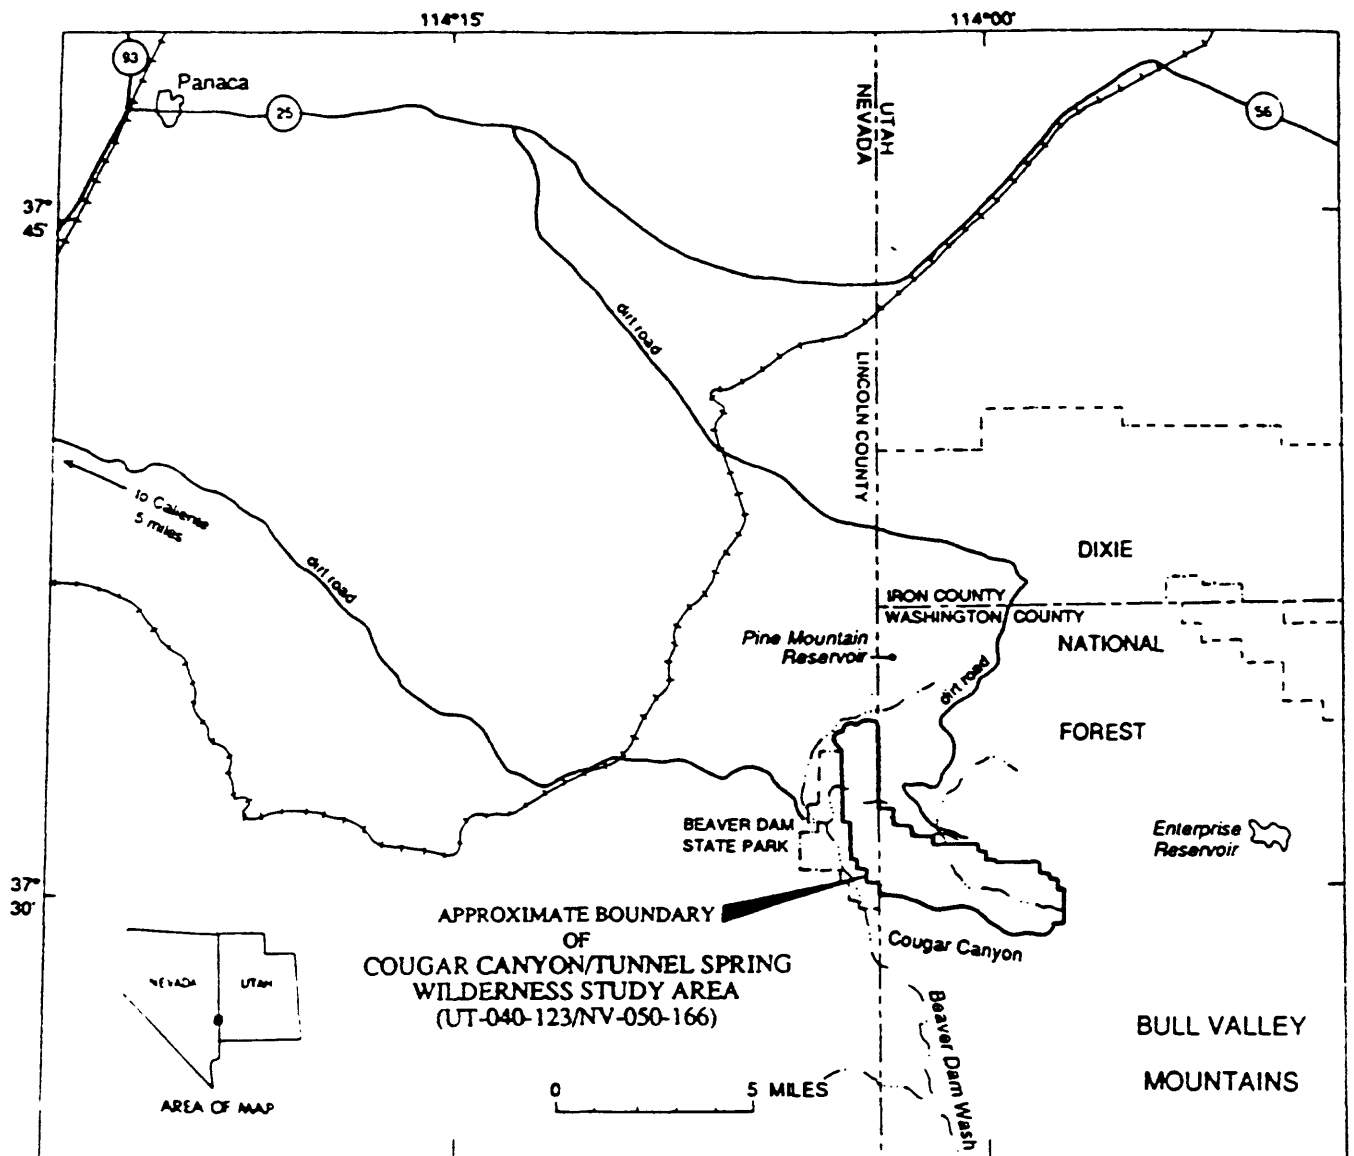 114°15'
114°00'
93
Panaca
25
UTAH
NEVADA
56
37°
45'
dirt road
LINCOLN COUNTY
to Caliente
5 miles
dirt road
DIXIE
IRON COUNTY
WASHINGTON COUNTY
Pine Mountain
Reservoir
NATIONAL
dirt road
FOREST
BEAVER DAM
STATE PARK
Enterprise
Reservoir
37°
30'
APPROXIMATE BOUNDARY
OF
COUGAR CANYON/TUNNEL SPRING
WILDERNESS STUDY AREA
(UT-040-123/NV-050-166)
Cougar Canyon
NEVADA
UTAH
Beaver Dam Wash
BULL VALLEY
MOUNTAINS
0 5 MILES
AREA OF MAP